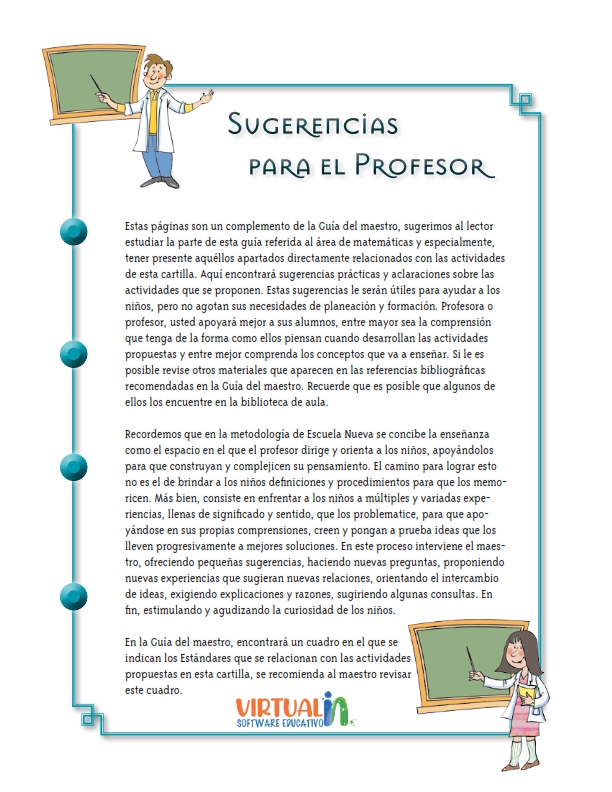 Sugerencias
para el Profesor
Estas páginas son un complemento de la Guía del maestro, sugerimos al lector
estudiar la parte de esta guía referida al área de matemáticas y especialmente,
tener presente aquéllos apartados directamente relacionados con las actividades
de esta cartilla. Aquí encontrará sugerencias prácticas y aclaraciones sobre las
actividades que se proponen. Estas sugerencias le serán útiles para ayudar a los
niños, pero no agotan sus necesidades de planeación y formación. Profesora o
profesor, usted apoyará mejor a sus alumnos, entre mayor sea la comprensión
que tenga de la forma como ellos piensan cuando desarrollan las actividades
propuestas y entre mejor comprenda los conceptos que va a enseñar. Si le es
posible revise otros materiales que aparecen en las referencias bibliográficas
recomendadas en la Guía del maestro. Recuerde que es posible que algunos de
ellos los encuentre en la biblioteca de aula.
Recordemos que en la metodología de Escuela Nueva se concibe la enseñanza
como el espacio en el que el profesor dirige y orienta a los niños, apoyándolos
para que construyan y complejicen su pensamiento. El camino para lograr esto
no es el de brindar a los niños definiciones y procedimientos para que los memo-
ricen. Más bien, consiste en enfrentar a los niños a múltiples y variadas expe-
riencias, llenas de significado y sentido, que los problematice, para que apo-
yándose en sus propias comprensiones, creen y pongan a prueba ideas que los
lleven progresivamente a mejores soluciones. En este proceso interviene el maes-
tro, ofreciendo pequeñas sugerencias, haciendo nuevas preguntas, proponiendo
nuevas experiencias que sugieran nuevas relaciones, orientando el intercambio
de ideas, exigiendo explicaciones y razones, sugiriendo algunas consultas. En
fin, estimulando y agudizando la curiosidad de los niños.
En la Guía del maestro, encontrará un cuadro en el que se
indican los Estándares que se relacionan con las actividades
propuestas en esta cartilla, se recomienda al maestro revisar
este cuadro.
VIRTUALin
SOFTWARE EDUCATIVO